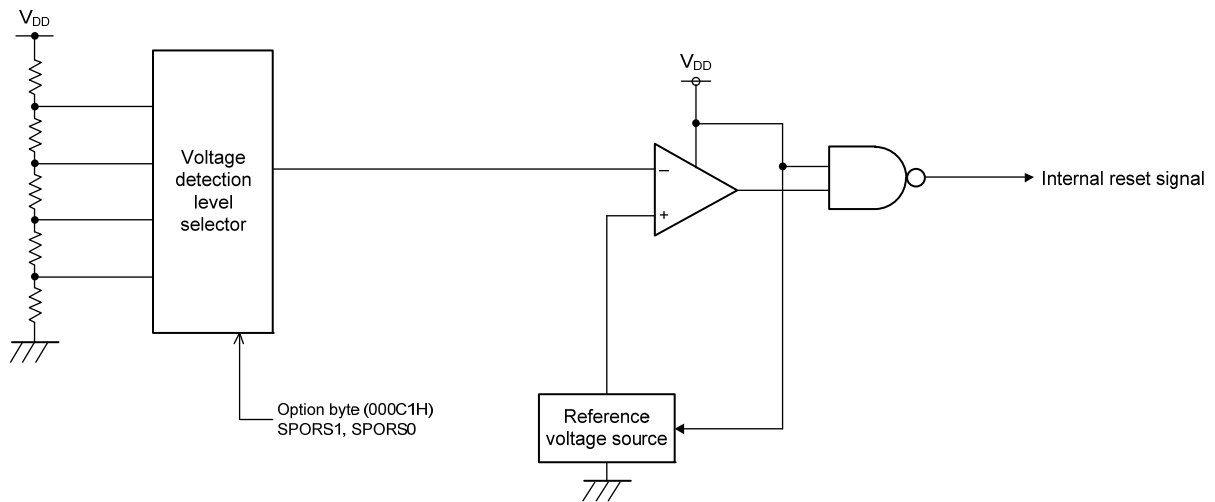 VDD
VDD
Voltage
detection
level
selector
−
+
Internal reset signal
Option byte (000C1H)
SPORS1, SPORS0
Reference
voltage source